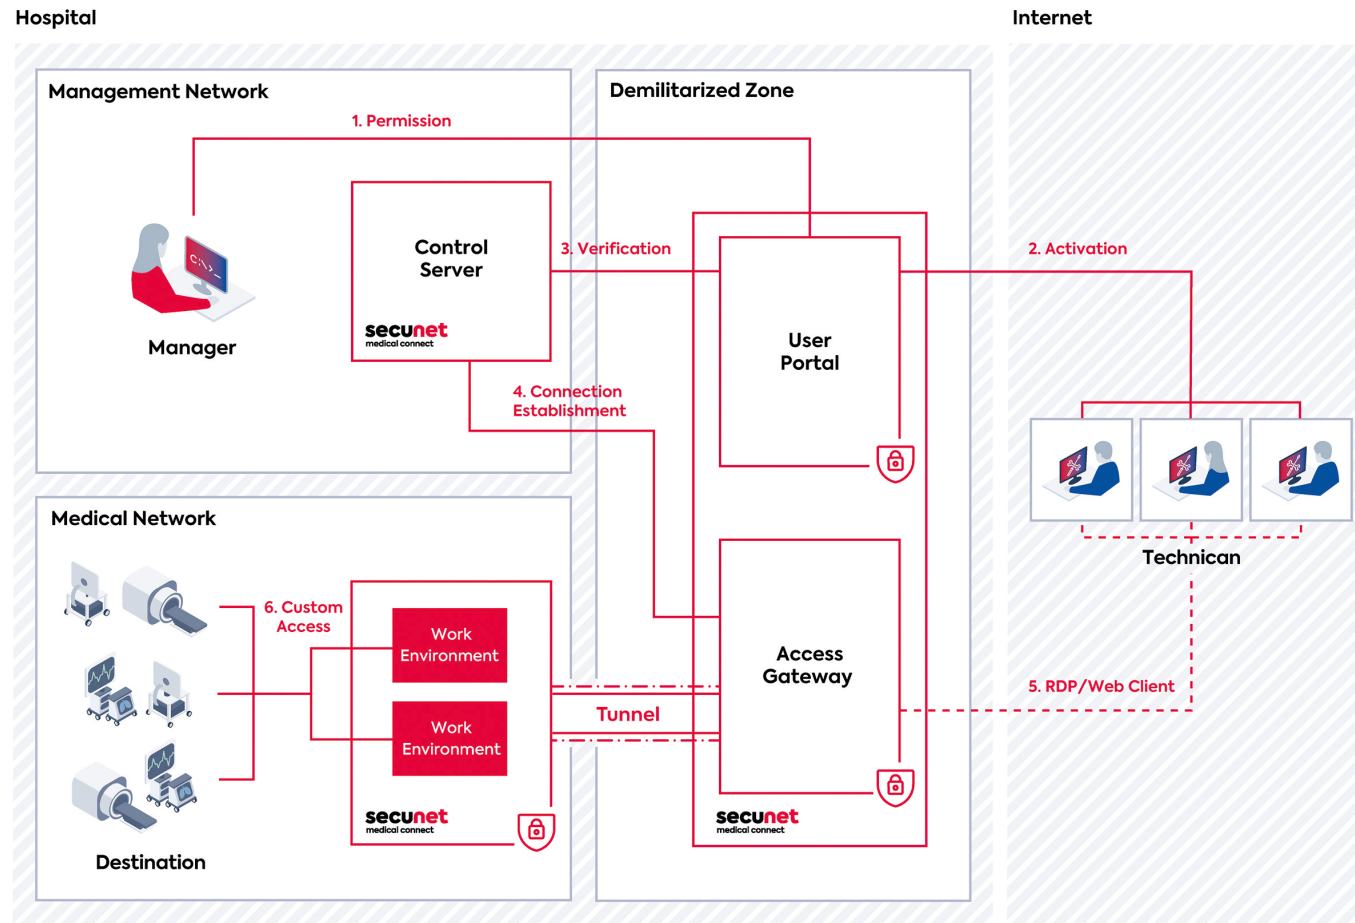 Hospital
Internet
Management Network
Demilitarized Zone
1. Permission
Control
Server
3. Verification
2. Activation
secunet
medical connect
Manager
User
Portal
4. Connection
Establishment
Medical Network
Technican
6. Custom
Access
Work
Environment
Access
Gateway
5. RDP/Web Client
Tunnel
Work
Environment
secunet
medical connect
secunet
medical connect
Destination
C:\>_